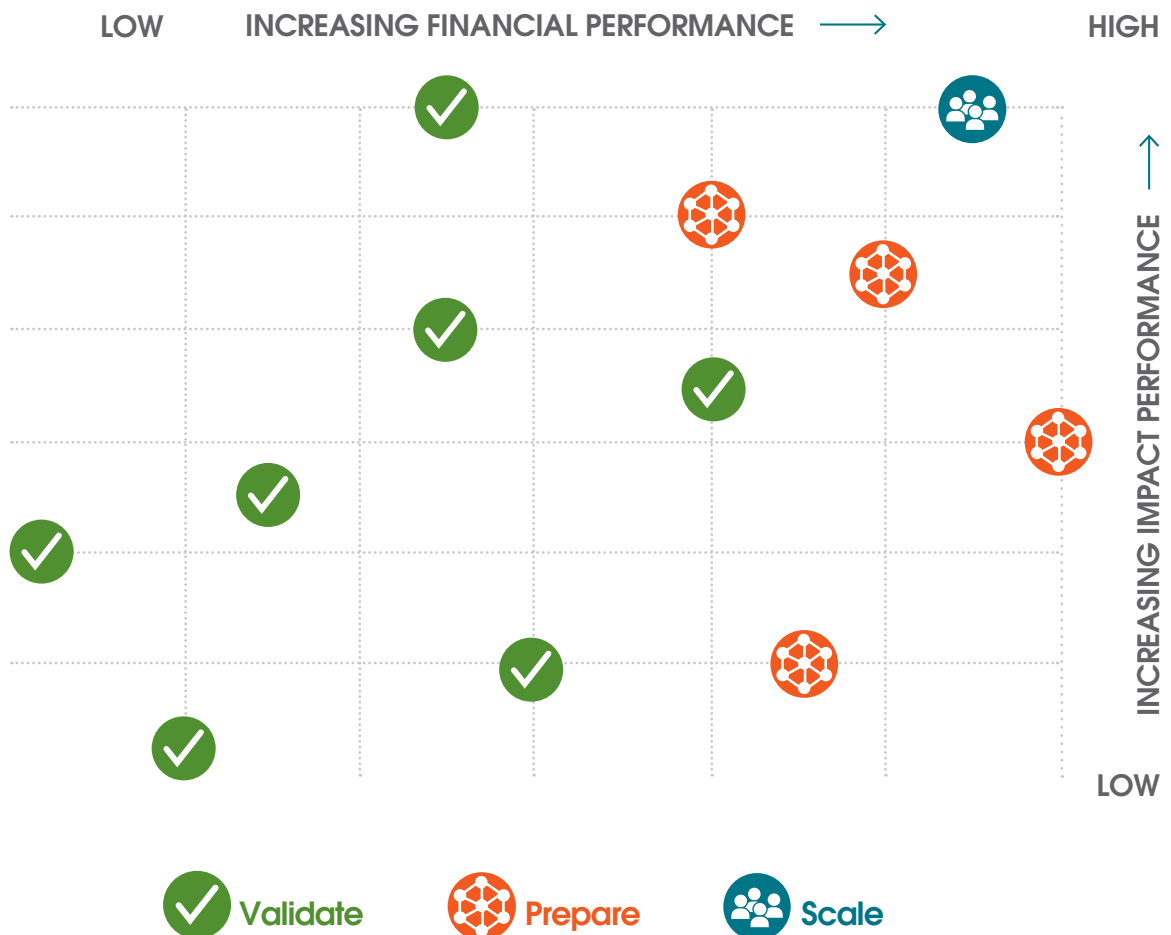 LOW
INCREASING FINANCIAL PERFORMANCE
HIGH
INCREASING IMPACT PERFORMANCE
LOW
Validate
Prepare
Scale